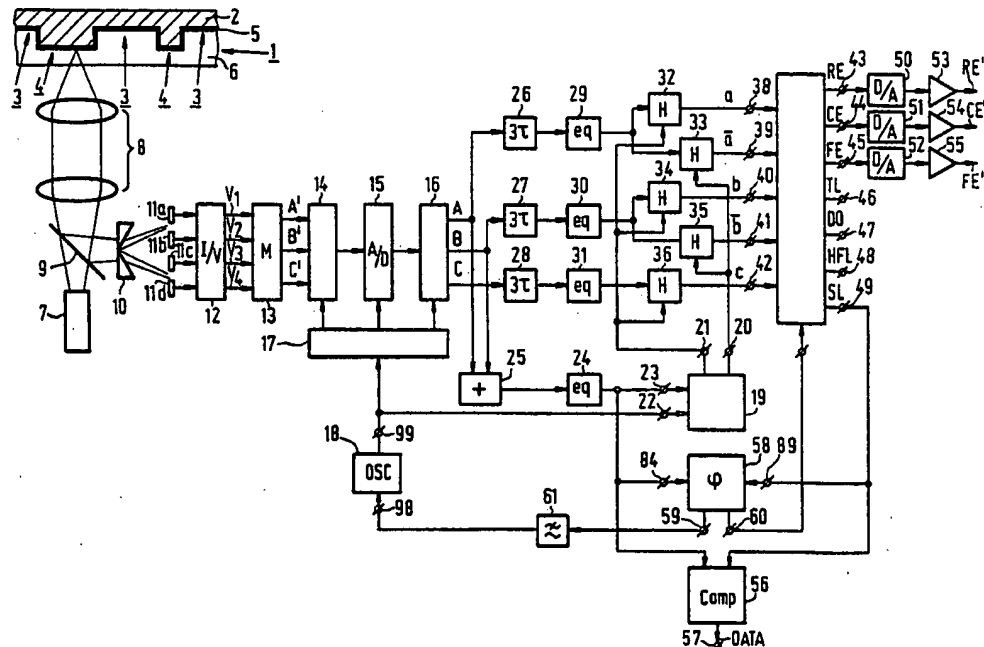 2
5
1
6
3 4 3 4 3
8
9
7
10
11a
11b
11c
11d
I/V
12
V1
V2
V3
V4
M
13
A'
B'
C'
14
15
A/D
16
17
A
B
C
26
3τ
29
eq
27
3τ
30
eq
28
3τ
31
eq
32
H
33
H
34
H
35
H
36
H
a
38
a̅
39
b
40
b̅
41
c
42
RE
43
CE
44
FE
45
TL
46
DO
47
HFL
48
SL
49
50
D/A
51
D/A
52
D/A
53
RE'
54
CE'
55
FE'
25
+
24
eq
23
22
21
20
19
99
18
OSC
98
61
84
58
φ
89
59
60
Comp
56
57
DATA